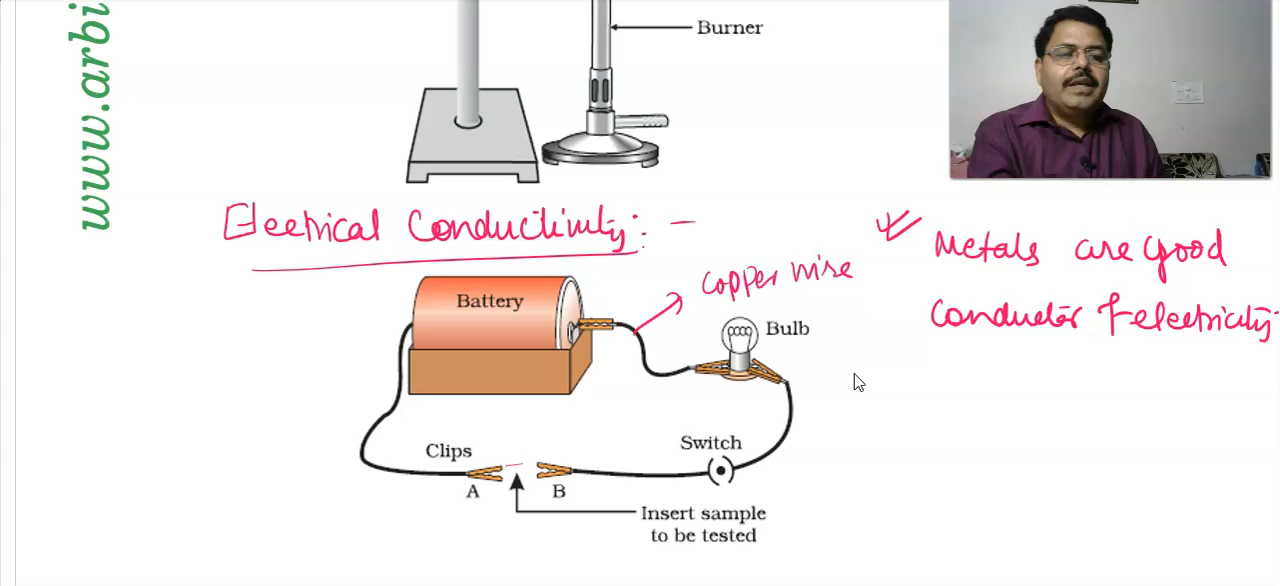 www.arbi
Burner
Electrical Conductivity: -
Metals are good
conductor of electricity.
copper wire
Battery
Bulb
Clips
Switch
A
B
Insert sample
to be tested